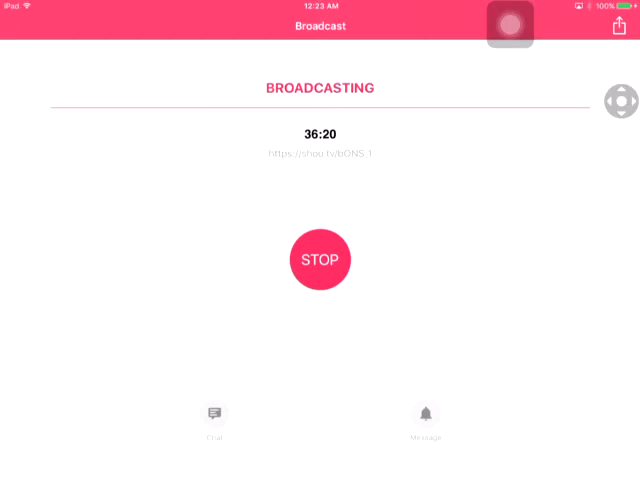 iPad 12:23 AM 100%
Broadcast
BROADCASTING
36:20
https://shou.tv/bONS_1
STOP
Chat Message